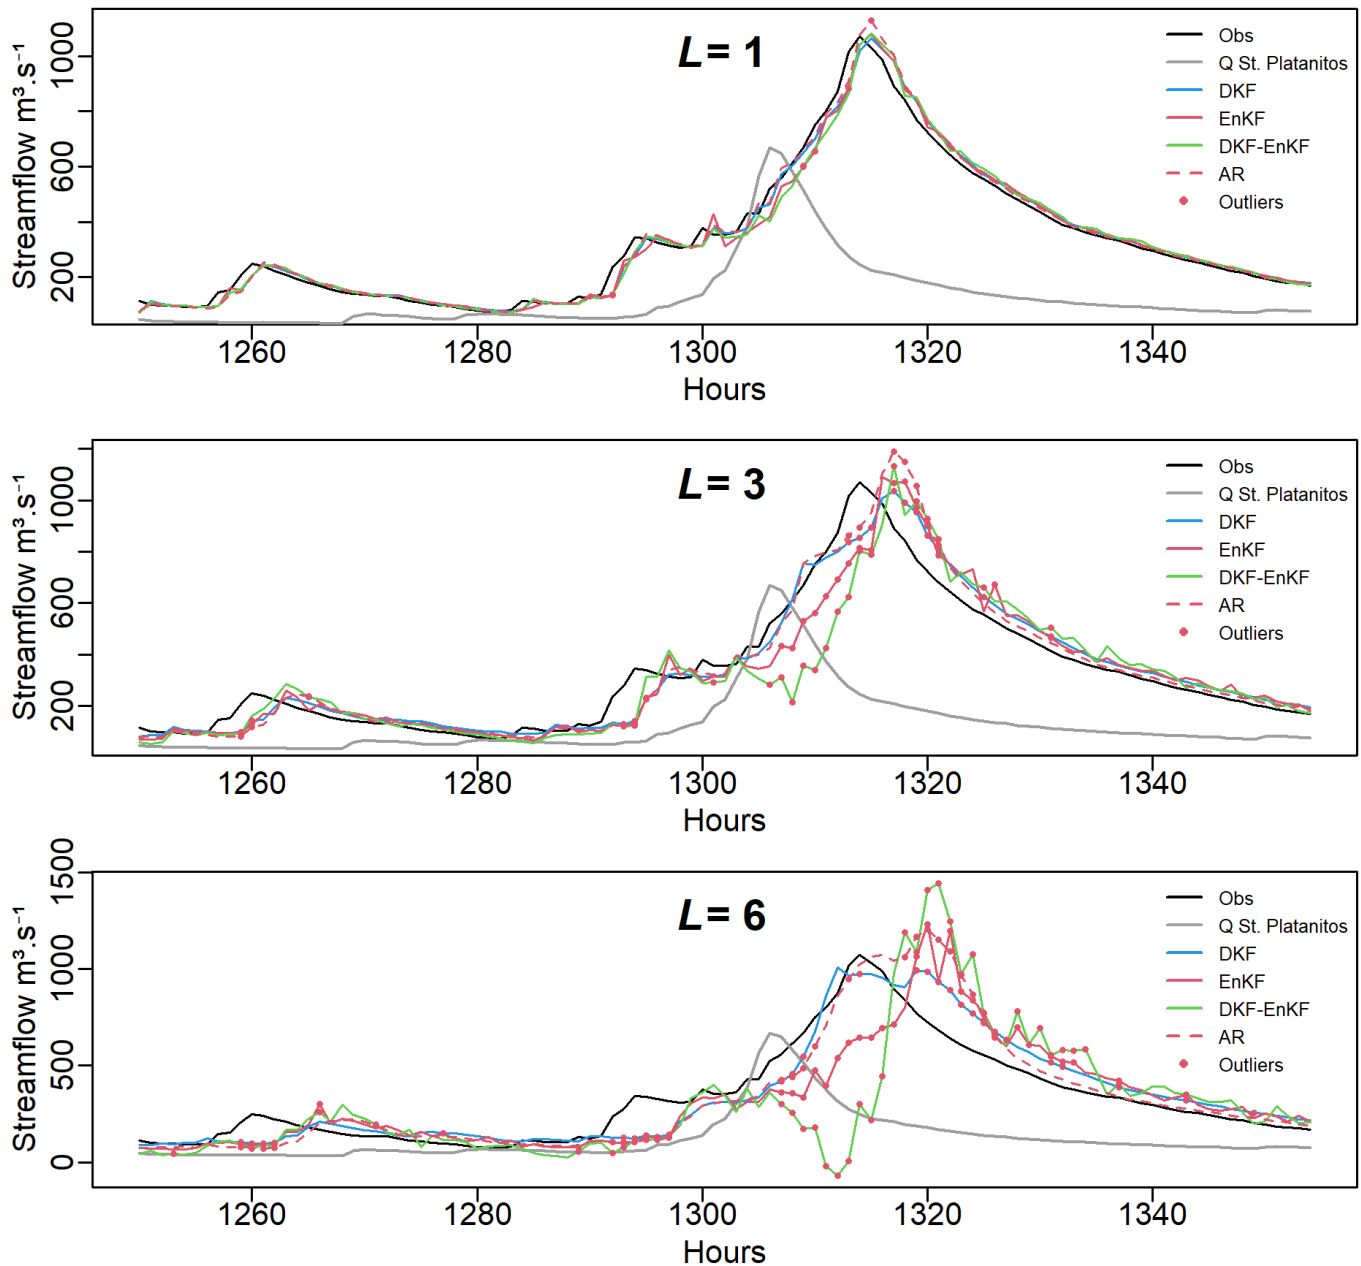 L= 1
Streamflow m³.s⁻¹
1000
600
200
Obs
Q St. Platanitos
DKF
EnKF
DKF-EnKF
AR
Outliers
1260 1280 1300 1320 1340
Hours
L= 3
Streamflow m³.s⁻¹
1000
600
200
Obs
Q St. Platanitos
DKF
EnKF
DKF-EnKF
AR
Outliers
1260 1280 1300 1320 1340
Hours
L= 6
Streamflow m³.s⁻¹
1500
1000
500
0
Obs
Q St. Platanitos
DKF
EnKF
DKF-EnKF
AR
Outliers
1260 1280 1300 1320 1340
Hours